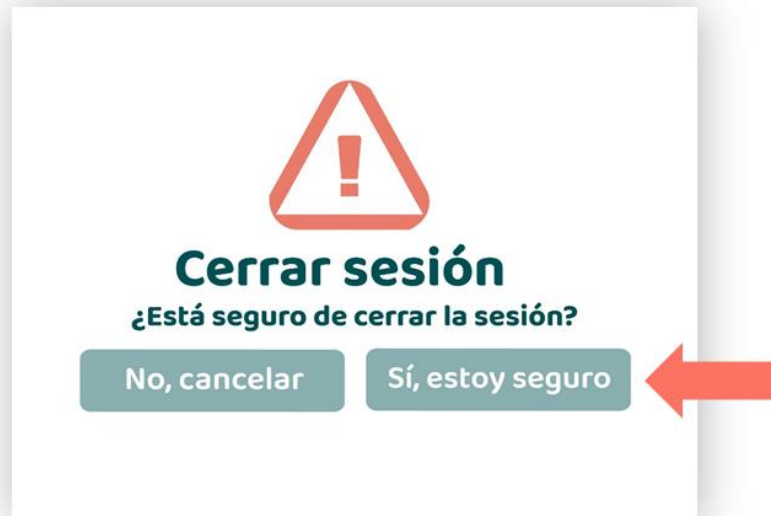 !
Cerrar sesión
¿Está seguro de cerrar la sesión?
No, cancelar
Sí, estoy seguro